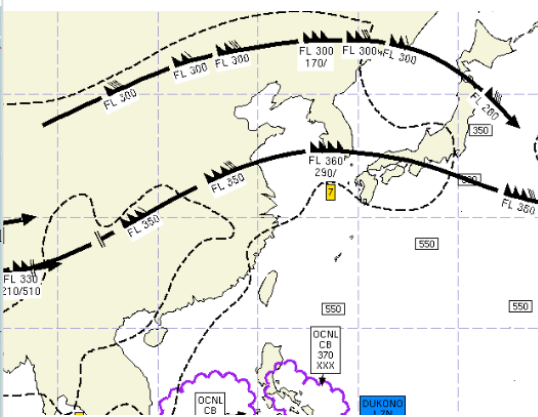 FL 300
FL 300
FL 300
FL 300
170/
FL 300
FL 300
FL 280
350
FL 360
290/
7
FL 350
FL 350
FL 350
FL 330
210/510
550
550
550
OCNL
CB
370
XXX
OCNL
CB
DUKONO